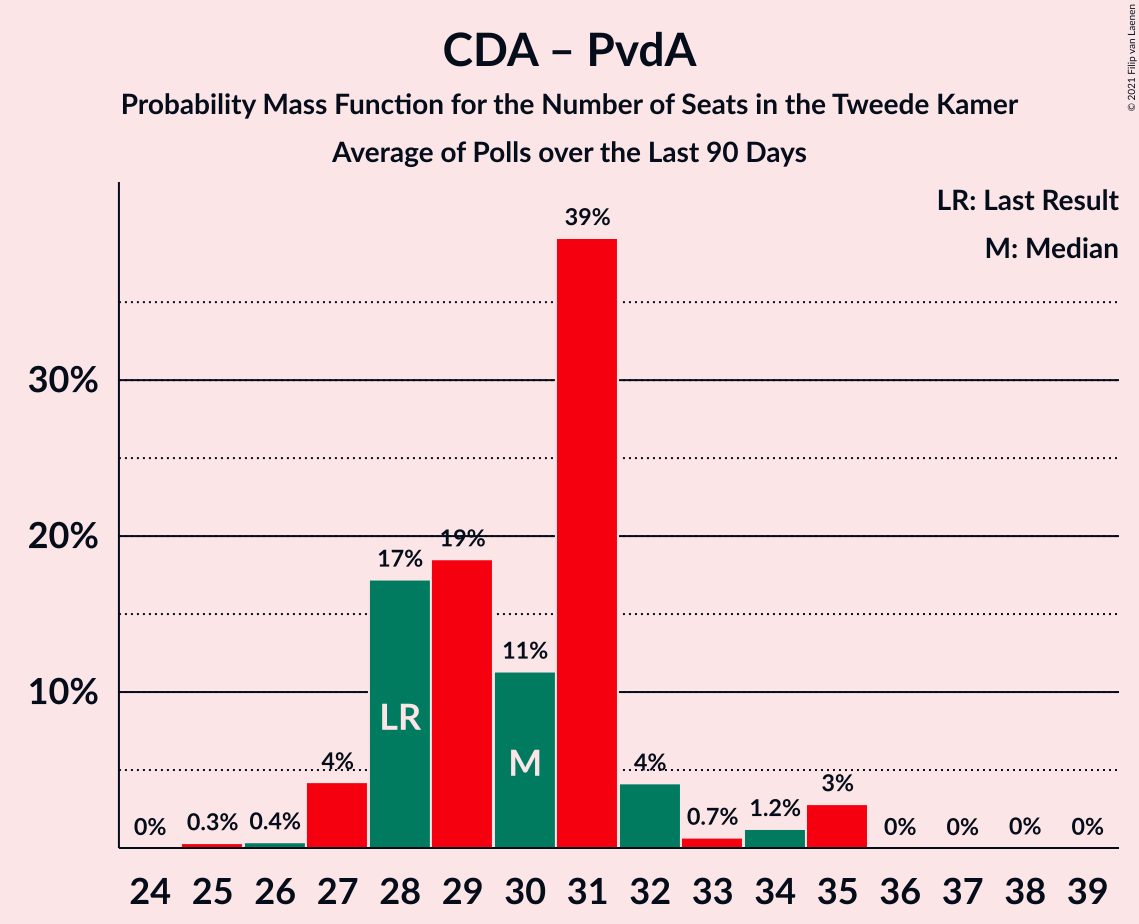 CDA – PvdA
Probability Mass Function for the Number of Seats in the Tweede Kamer
Average of Polls over the Last 90 Days
© 2021 Filip van Laenen
LR: Last Result
M: Median
30%
20%
10%
0%
0.3%
0.4%
4%
17%
19%
11%
39%
4%
0.7%
1.2%
3%
0%
0%
0%
0%
LR
M
24 25 26 27 28 29 30 31 32 33 34 35 36 37 38 39